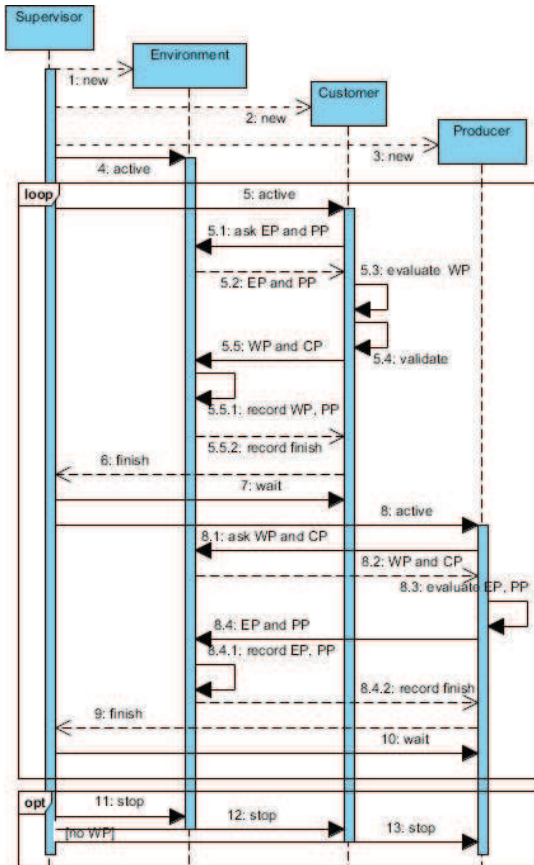 Supervisor
Environment
1: new
Customer
2: new
Producer
3: new
4: active
loop
5: active
5.1: ask EP and PP
5.3: evaluate WP
5.2: EP and PP
5.5: WP and CP
5.4: validate
5.5.1: record WP, PP
5.5.2: record finish
6: finish
7: wait
8: active
8.1: ask WP and CP
8.2: WP and CP
8.3: evaluate EP, PP
8.4: EP and PP
8.4.1: record EP, PP
8.4.2: record finish
9: finish
10: wait
opt
11: stop
12: stop
13: stop
[no WP]